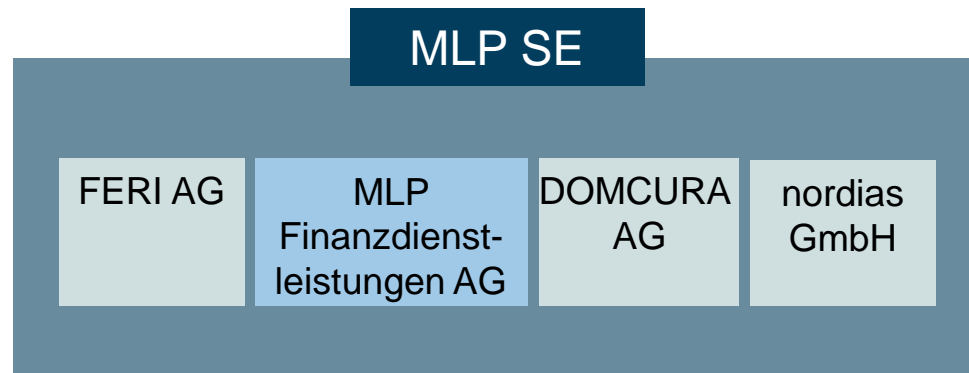 MLP SE
FERI AG
MLP
Finanzdienst-
leistungen AG
DOMCURA
AG
nordias
GmbH